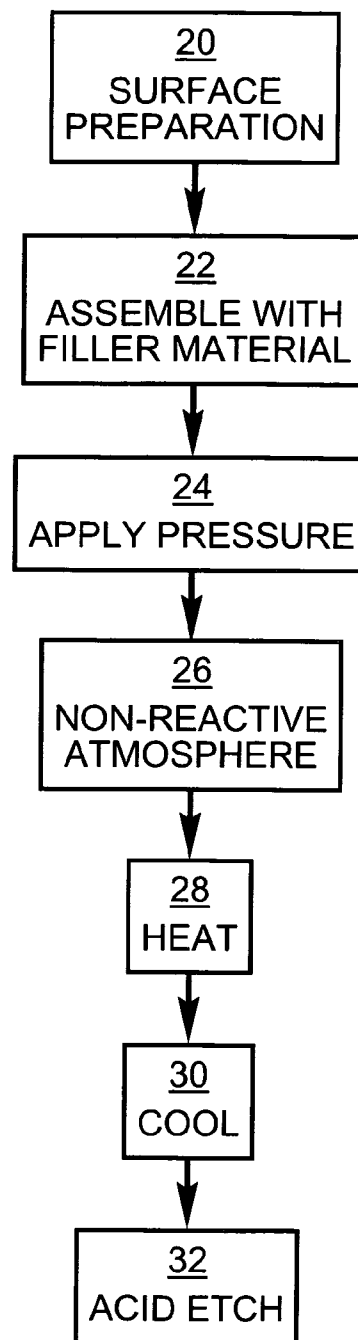 20
SURFACE
PREPARATION
22
ASSEMBLE WITH
FILLER MATERIAL
24
APPLY PRESSURE
26
NON-REACTIVE
ATMOSPHERE
28
HEAT
30
COOL
32
ACID ETCH